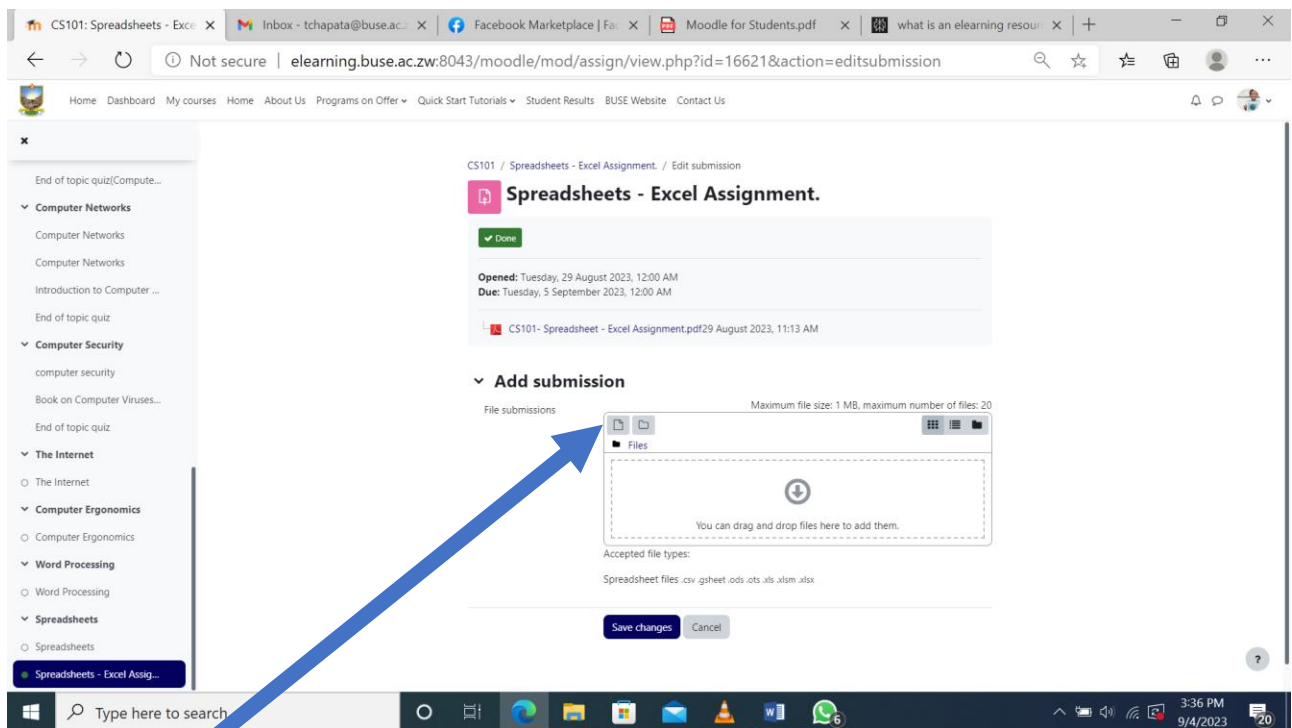 CS101: Spreadsheets - Exce
Inbox - tchapata@buse.ac.z
Facebook Marketplace | Fac
Moodle for Students.pdf
what is an elearning resour
Not secure | elearning.buse.ac.zw:8043/moodle/mod/assign/view.php?id=16621&action=editsubmission
Home Dashboard My courses Home About Us Programs on Offer Quick Start Tutorials Student Results BUSE Website Contact Us
End of topic quiz(Compute...
Computer Networks
Computer Networks
Computer Networks
Introduction to Computer ...
End of topic quiz
Computer Security
computer security
Book on Computer Viruses...
End of topic quiz
The Internet
The Internet
Computer Ergonomics
Computer Ergonomics
Word Processing
Word Processing
Spreadsheets
Spreadsheets
Spreadsheets - Excel Assig...
CS101 / Spreadsheets - Excel Assignment. / Edit submission
Spreadsheets - Excel Assignment.
Done
Opened: Tuesday, 29 August 2023, 12:00 AM
Due: Tuesday, 5 September 2023, 12:00 AM
CS101- Spreadsheet - Excel Assignment.pdf29 August 2023, 11:13 AM
Add submission
File submissions
Maximum file size: 1 MB, maximum number of files: 20
Files
You can drag and drop files here to add them.
Accepted file types:
Spreadsheet files .csv .gsheet .ods .ots .xls .xlsm .xlsx
Save changes Cancel
?
Type here to search
6
3:36 PM
9/4/2023
20